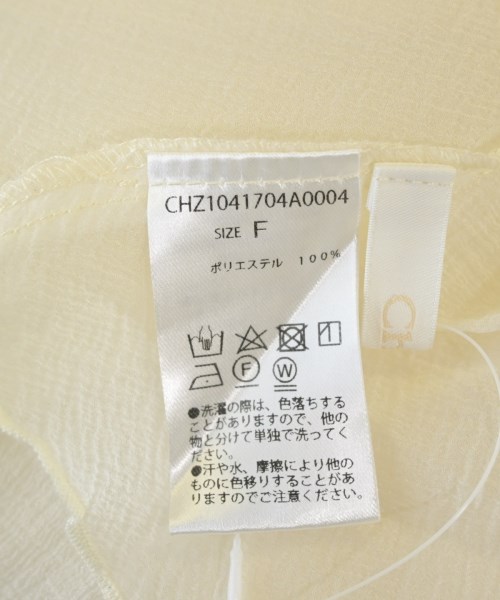 CHZ1041704A0004
SIZE F
ポリエステル 100%
F W
●洗濯の際は、色落ちする
ことがありますので、他の
物と分けて単独で洗ってく
ださい。
●汗や水、摩擦により他の
ものに色移りすることがあ
りますのでご注意ください。